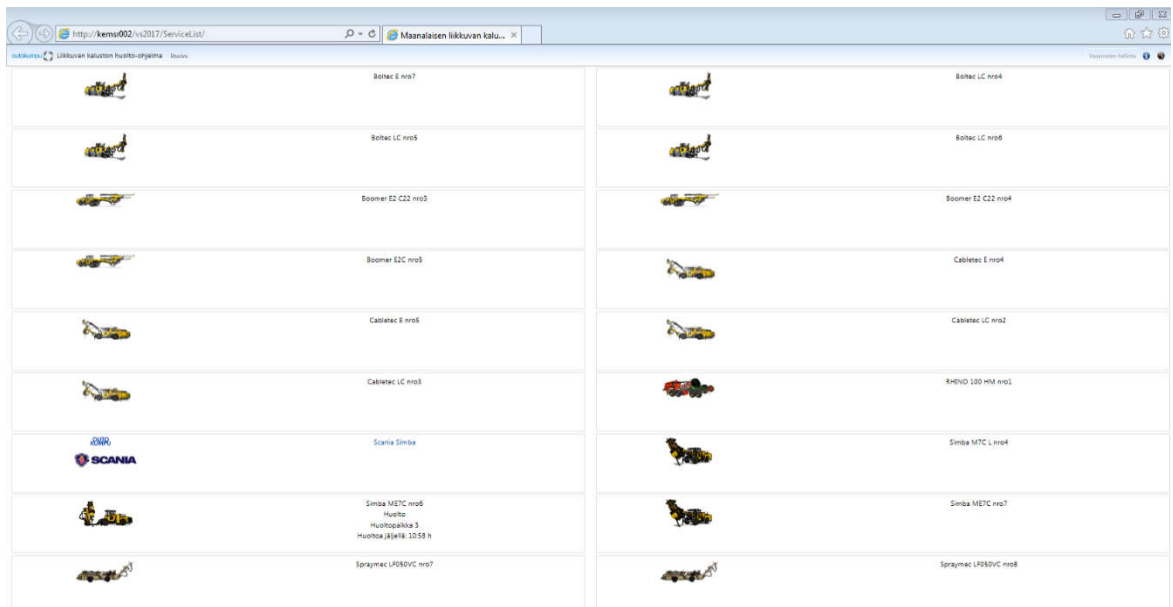 http://kemsr002/vs2017/ServiceList/
Maanalaisen liikkuvan kalu...
outokumpu Liikkuvan kaluston huolto-ohjelma
Boltec E nro7
Boltec LC nro4
Boltec LC nro5
Boltec LC nro6
Boomer E2 C22 nro3
Boomer E2 C22 nro4
Boomer E2C nro5
Cabletec E nro4
Cabletec E nro6
Cabletec LC nro2
Cabletec LC nro3
RHINO 100 HM nro1
OUTO
KUMPU
SCANIA
Scania Simba
Simba M7C L nro4
Simba ME7C nro6
Huolto
Huoltopaikka 3
Huoltoa jäljellä: 10:58 h
Simba ME7C nro7
Spraymec LF050VC nro7
Spraymec LF050VC nro8